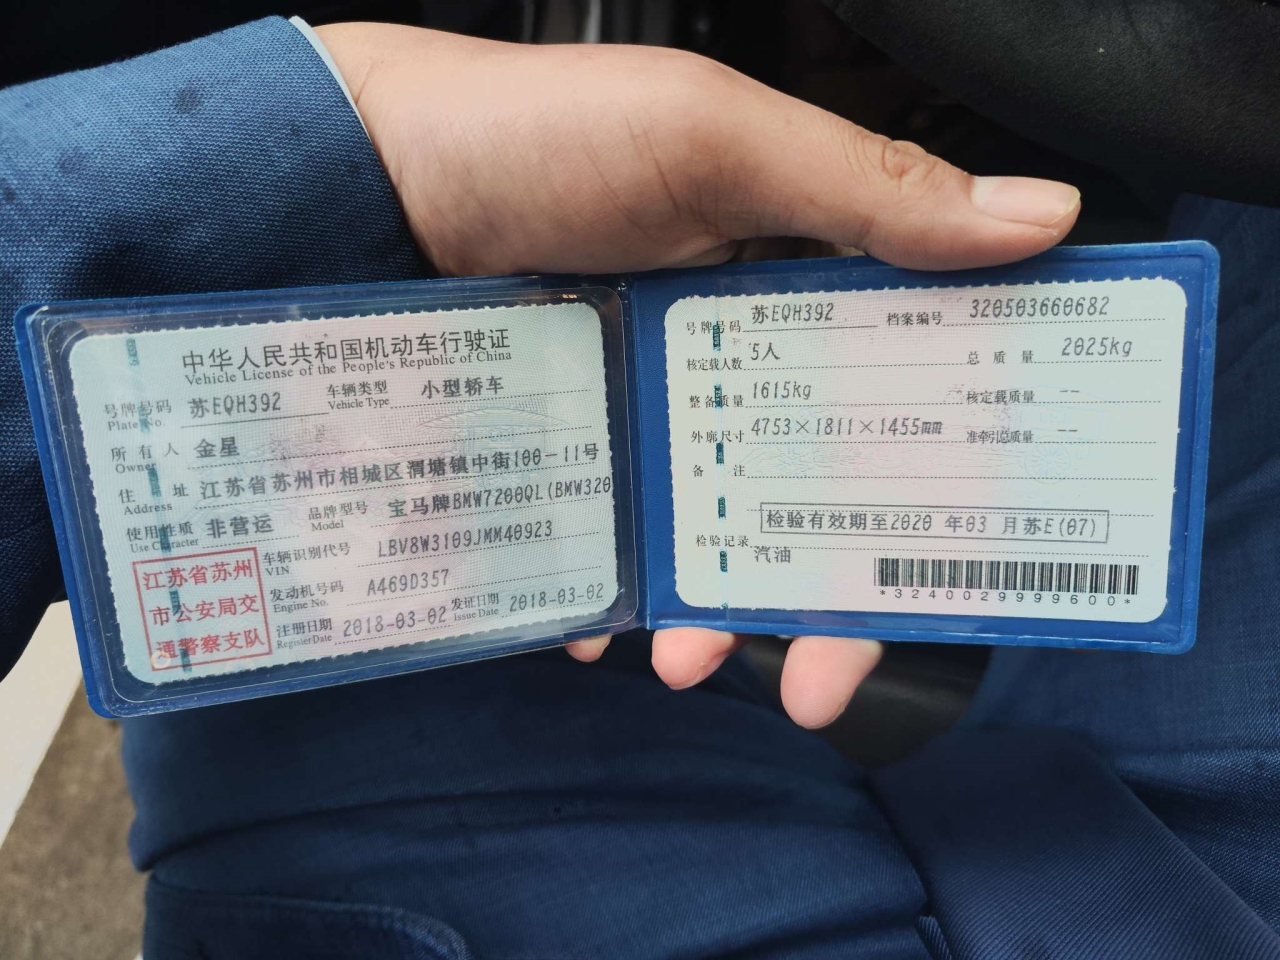 中华人民共和国机动车行驶证
Vehicle License of the People's Republic of China
号牌号码 苏EQH392 车辆类型 小型轿车
Plate No. Vehicle Type
所有人 金星
Owner
住址 江苏省苏州市相城区渭塘镇中街100-11号
Address
使用性质 非营运 品牌型号 宝马牌BMW7200QL(BMW320
Use Character Model
江苏省苏州
市公安局交
通警察支队
车辆识别代号 LBV8W3109JMM40923
VIN
发动机号码 A469D357
Engine No.
注册日期 2018-03-02 发证日期 2018-03-02
Register Date Issue Date
号牌号码 苏EQH392 档案编号 320503660682
核定载人数 5人 总质量 2025kg
整备质量 1615kg 核定载质量 --
外廓尺寸 4753×1811×1455mm 准牵引总质量 --
备注
检验有效期至2020 年03 月苏E(07)
检验记录
汽油
*3240029999600*